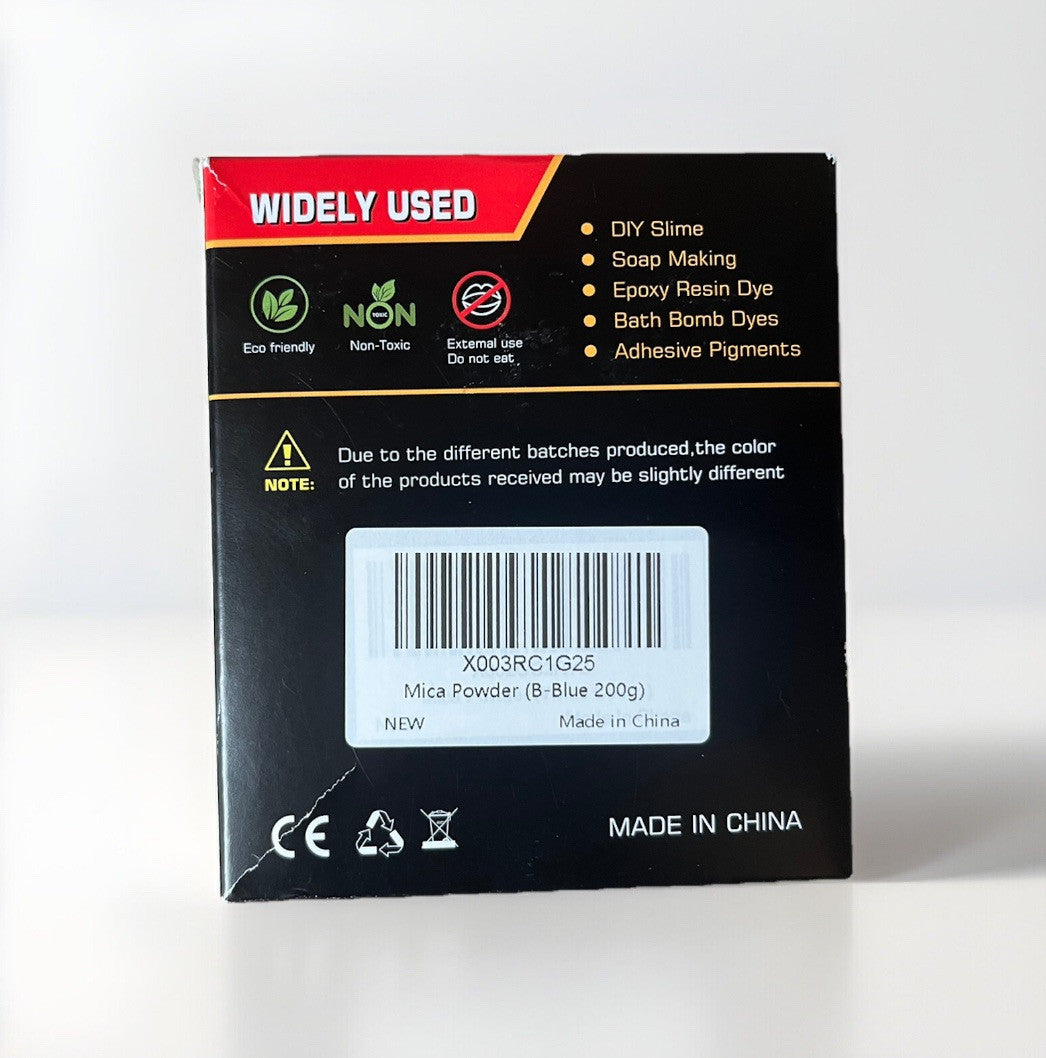 WIDELY USED
DIY Slime
Soap Making
Epoxy Resin Dye
Bath Bomb Dyes
Adhesive Pigments
Eco friendly
NON
TOXIC
Non-Toxic
External use
Do not eat
NOTE:
Due to the different batches produced,the color
of the products received may be slightly different
X003RC1G25
Mica Powder (B-Blue 200g)
NEW Made in China
CE
MADE IN CHINA